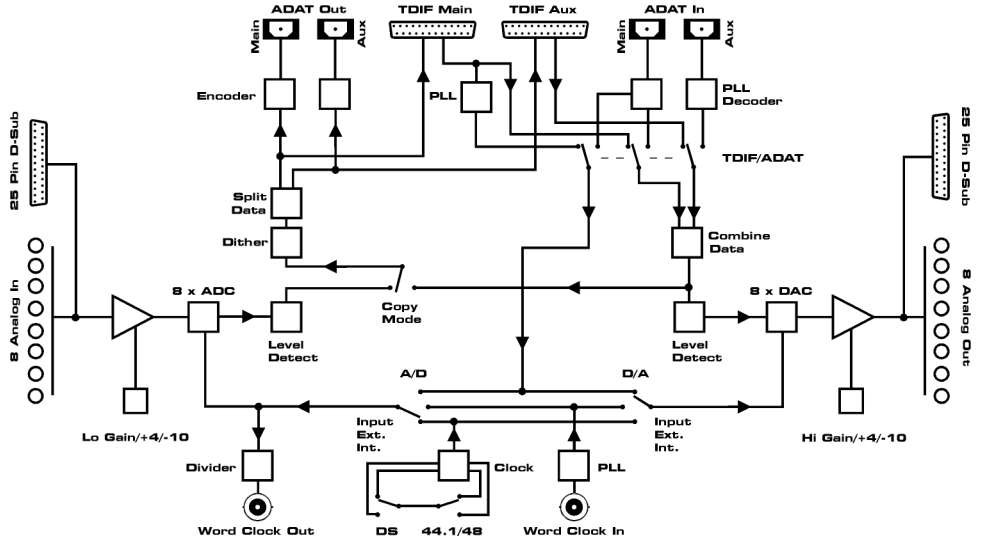 ADAT Out
TDIF Main
TDIF Aux
ADAT In
Main
Aux
Main
Aux
Encoder
PLL
PLL
Decoder
25 Pin D-Sub
25 Pin D-Sub
TDIF/ADAT
Split
Data
Dither
Combine
Data
8 x ADC
8 x DAC
Copy
Mode
8 Analog In
8 Analog Out
Level
Detect
Level
Detect
A/D
D/A
Input
Ext.
Int.
Input
Ext.
Int.
Lo Gain/+4/-10
Hi Gain/+4/-10
Divider
Clock
PLL
Word Clock Out
DS
44.1/48
Word Clock In